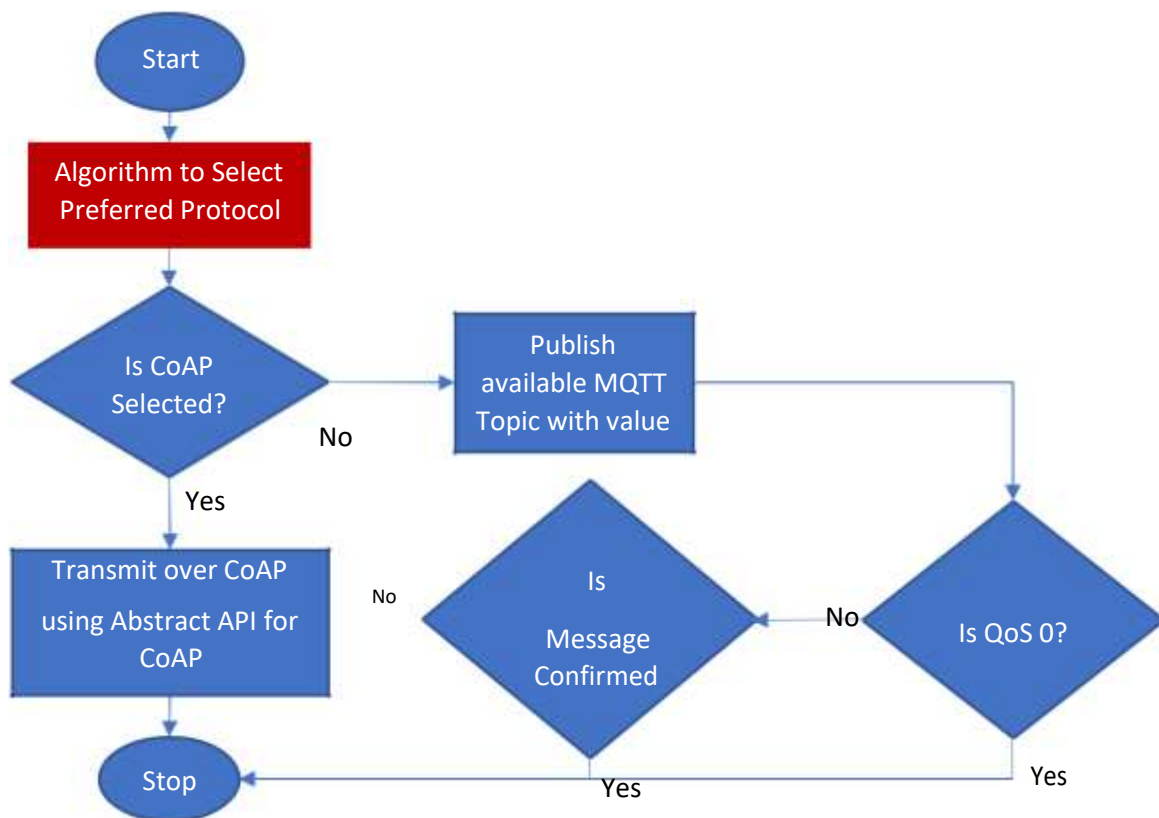 Start
Algorithm to Select
Preferred Protocol
Is CoAP
Selected?
No
Yes
Publish
available MQTT
Topic with value
Transmit over CoAP
using Abstract API for
CoAP
No
Is
Message
Confirmed
No
Is QoS 0?
Stop
Yes
Yes